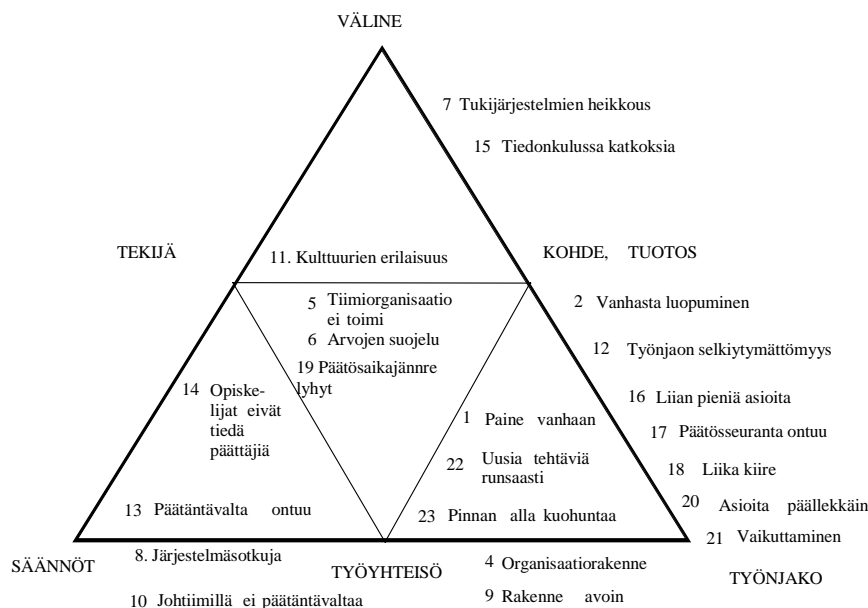 VÄLINE
7 Tukijärjestelmien heikkous
15 Tiedonkulussa katkoksia
TEKIJÄ
KOHDE, TUOTOS
11. Kulttuurien erilaisuus
5 Tiimiorganisaatio
ei toimi
6 Arvojen suojelu
19 Päätösaikajännre
lyhyt
2 Vanhasta luopuminen
12 Työnjaon selkiytymättömyys
14 Opiske-
lijat eivät
tiedä
päättäjiä
16 Liian pieniä asioita
1 Paine vanhaan
17 Päätösseuranta ontuu
22 Uusia tehtäviä
runsaasti
18 Liika kiire
13 Päätäntävalta ontuu
23 Pinnan alla kuohuntaa
20 Asioita päällekkäin
21 Vaikuttaminen
SÄÄNNÖT
8. Järjestelmäsotkuja
TYÖYHTEISÖ
4 Organisaatiorakenne
TYÖNJAKO
10 Johtiimillä ei päätäntävaltaa
9 Rakenne avoin